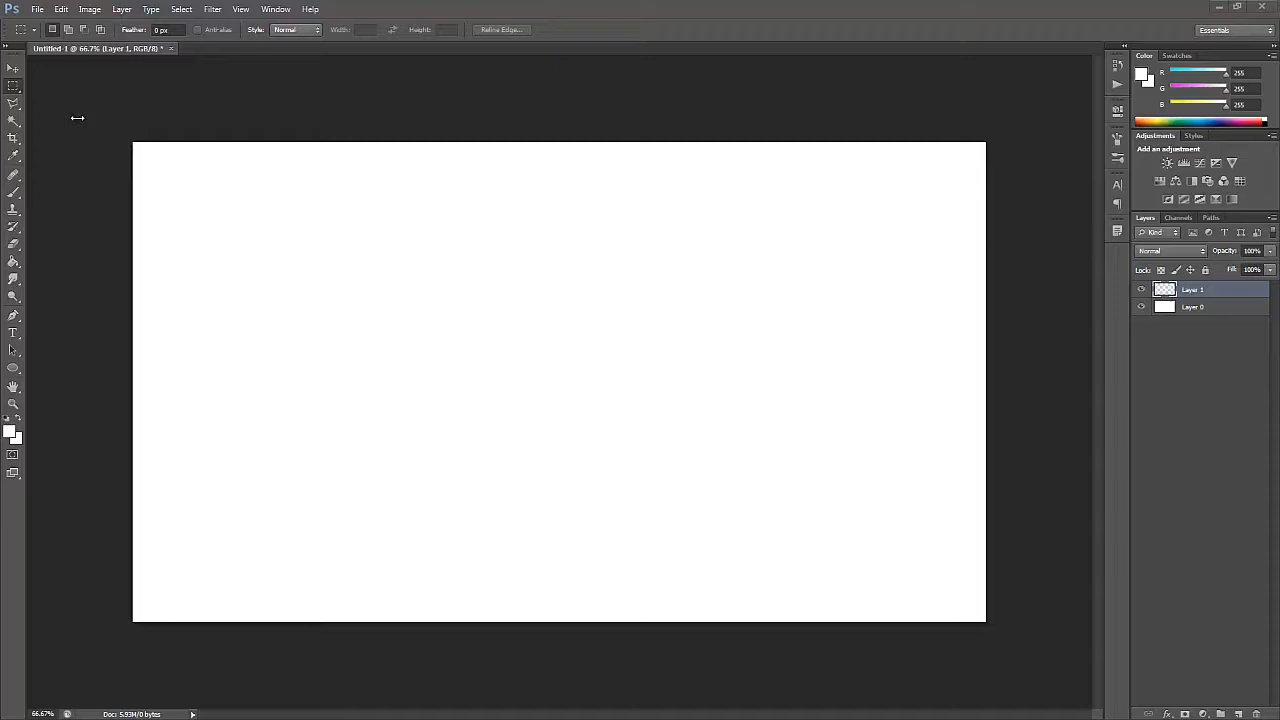 Ps File Edit Image Layer Type Select Filter View Window Help
Feather: 0 px Anti-alias Style: Normal Width: Height: Refine Edge... Essentials
Untitled-1 @ 66.7% (Layer 1, RGB/8) * ×
Color Swatches
R 255
G 255
B 255
Adjustments Styles
Add an adjustment
Layers Channels Paths
Kind
Normal Opacity: 100%
Lock: Fill: 100%
Layer 1
Layer 0
66.67% Doc: 5.93M/0 bytes